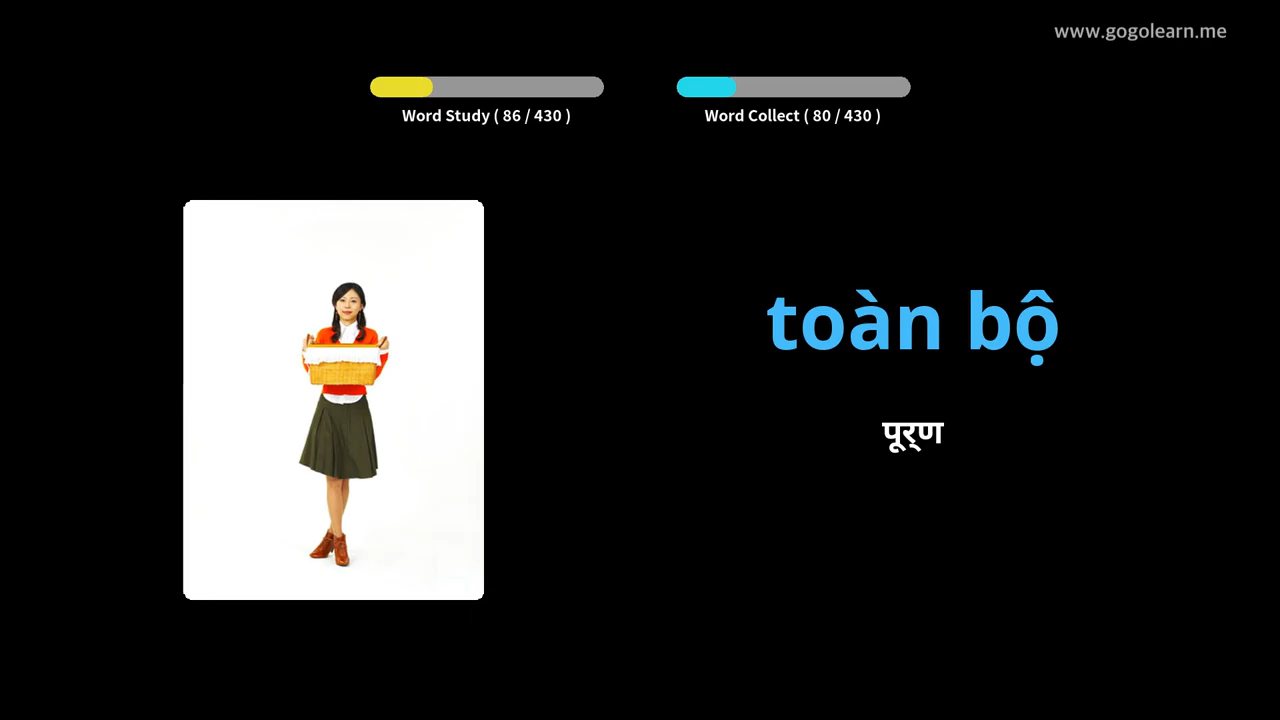 www.gogolearn.me
Word Study ( 86 / 430 )
Word Collect ( 80 / 430 )
toàn bộ
पूर्ण